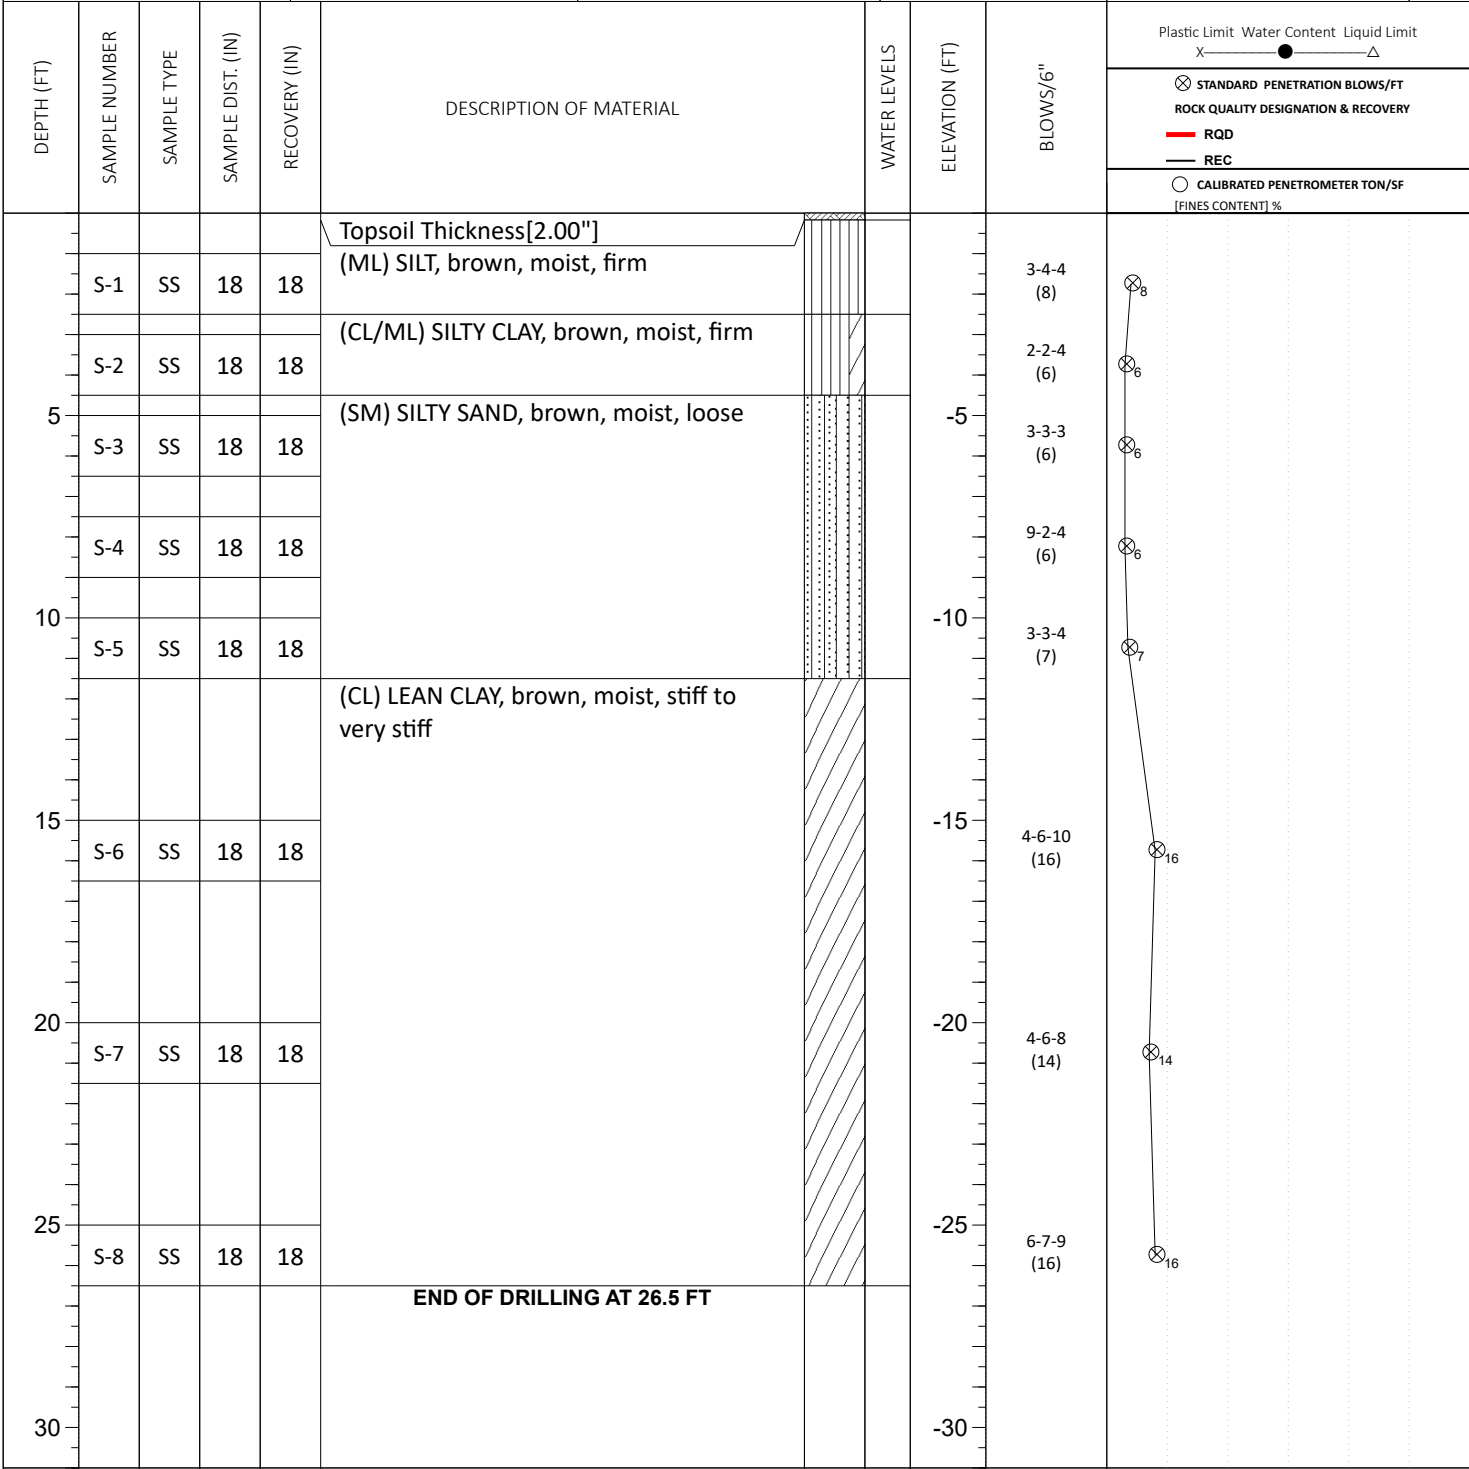 DEPTH (FT)
SAMPLE NUMBER
SAMPLE TYPE
SAMPLE DIST. (IN)
RECOVERY (IN)
DESCRIPTION OF MATERIAL
WATER LEVELS
ELEVATION (FT)
BLOWS/6"
Plastic Limit Water Content Liquid Limit
X
STANDARD PENETRATION BLOWS/FT
ROCK QUALITY DESIGNATION & RECOVERY
RQD
REC
CALIBRATED PENETROMETER TON/SF
[FINES CONTENT] %
Topsoil Thickness[2.00"]
(ML) SILT, brown, moist, firm
S-1 SS 18 18
3-4-4
(8)
8
(CL/ML) SILTY CLAY, brown, moist, firm
S-2 SS 18 18
2-2-4
(6)
6
5
(SM) SILTY SAND, brown, moist, loose
-5
S-3 SS 18 18
3-3-3
(6)
6
S-4 SS 18 18
9-2-4
(6)
6
10
-10
S-5 SS 18 18
3-3-4
(7)
7
(CL) LEAN CLAY, brown, moist, stiff to
very stiff
15
-15
S-6 SS 18 18
4-6-10
(16)
16
20
-20
S-7 SS 18 18
4-6-8
(14)
14
25
-25
S-8 SS 18 18
6-7-9
(16)
16
END OF DRILLING AT 26.5 FT
30
-30